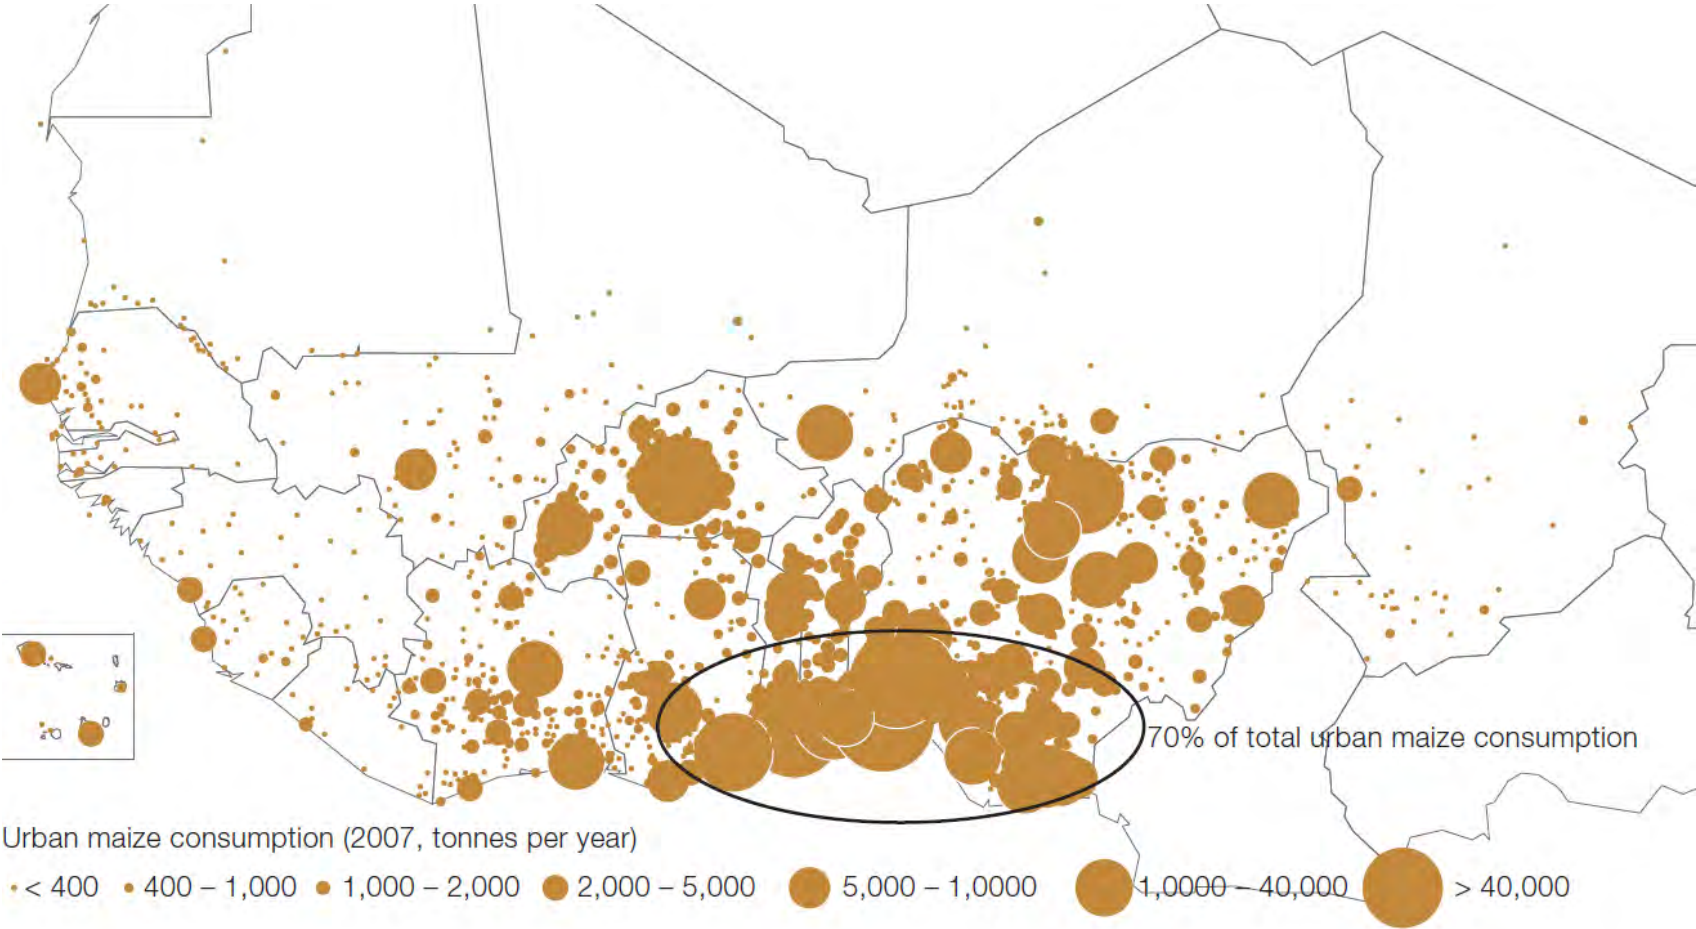 70% of total urban maize consumption
Urban maize consumption (2007, tonnes per year)
< 400 400 – 1,000 1,000 – 2,000 2,000 – 5,000 5,000 – 1,0000 1,0000 – 40,000 > 40,000